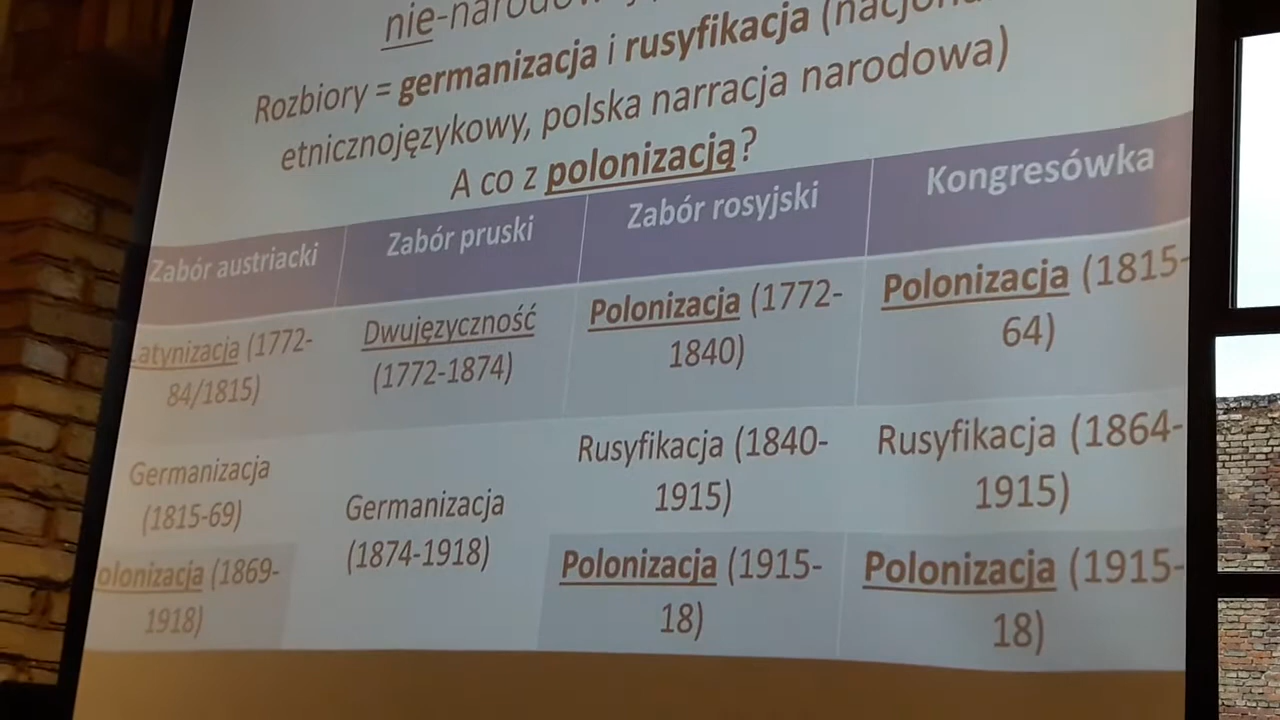 nie-narodow
Rozbiory = germanizacja i rusyfikacja (nacjona
etnicznojęzykowy, polska narracja narodowa)
A co z polonizacją?
Zabór austriacki
Zabór pruski
Zabór rosyjski
Kongresówka
atynizacja (1772-
84/1815)
Dwujęzyczność
(1772-1874)
Polonizacja (1772-
1840)
Polonizacja (1815-
64)
Germanizacja
(1815-69)
Germanizacja
(1874-1918)
Rusyfikacja (1840-
1915)
Rusyfikacja (1864-
1915)
olonizacja (1869-
1918)
Polonizacja (1915-
18)
Polonizacja (1915-
18)